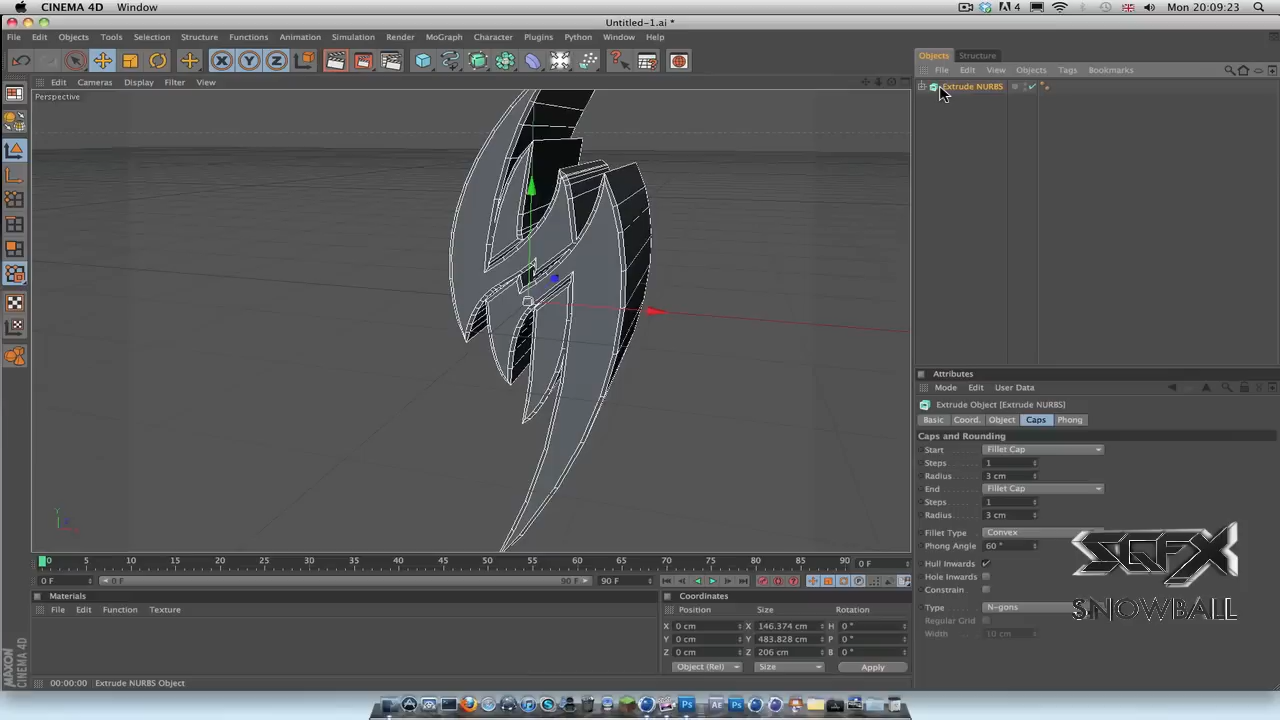 CINEMA 4D Window
4 Mon 20:09:23
Untitled-1.ai *
File Edit Objects Tools Selection Structure Functions Animation Simulation Render MoGraph Character Plugins Python Window Help
X Y Z
Objects Structure
Edit Cameras Display Filter View
File Edit View Objects Tags Bookmarks
Extrude NURBS
Perspective
Attributes
Mode Edit User Data
Extrude Object [Extrude NURBS]
Basic Coord. Object Caps Phong
Caps and Rounding
Start Fillet Cap
Steps 1
Radius 3 cm
End Fillet Cap
Steps 1
Radius 3 cm
Fillet Type Convex
Phong Angle 60 °
Hull Inwards
Hole Inwards
Constrain
Type N-gons
Regular Grid
Width 10 cm
SNOWBALL
Y
0 5 10 15 20 25 30 35 40 45 50 55 60 65 70 75 80 85 90 0 F
0 F 0 F 90 F 90 F
Materials
File Edit Function Texture
Coordinates
Position Size Rotation
X 0 cm X 146.374 cm H 0 °
Y 0 cm Y 483.828 cm P 0 °
Z 0 cm Z 206 cm B 0 °
Object (Rel) Size Apply
MAXON
CINEMA 4D
00:00:00 Extrude NURBS Object
Ps AE Ps